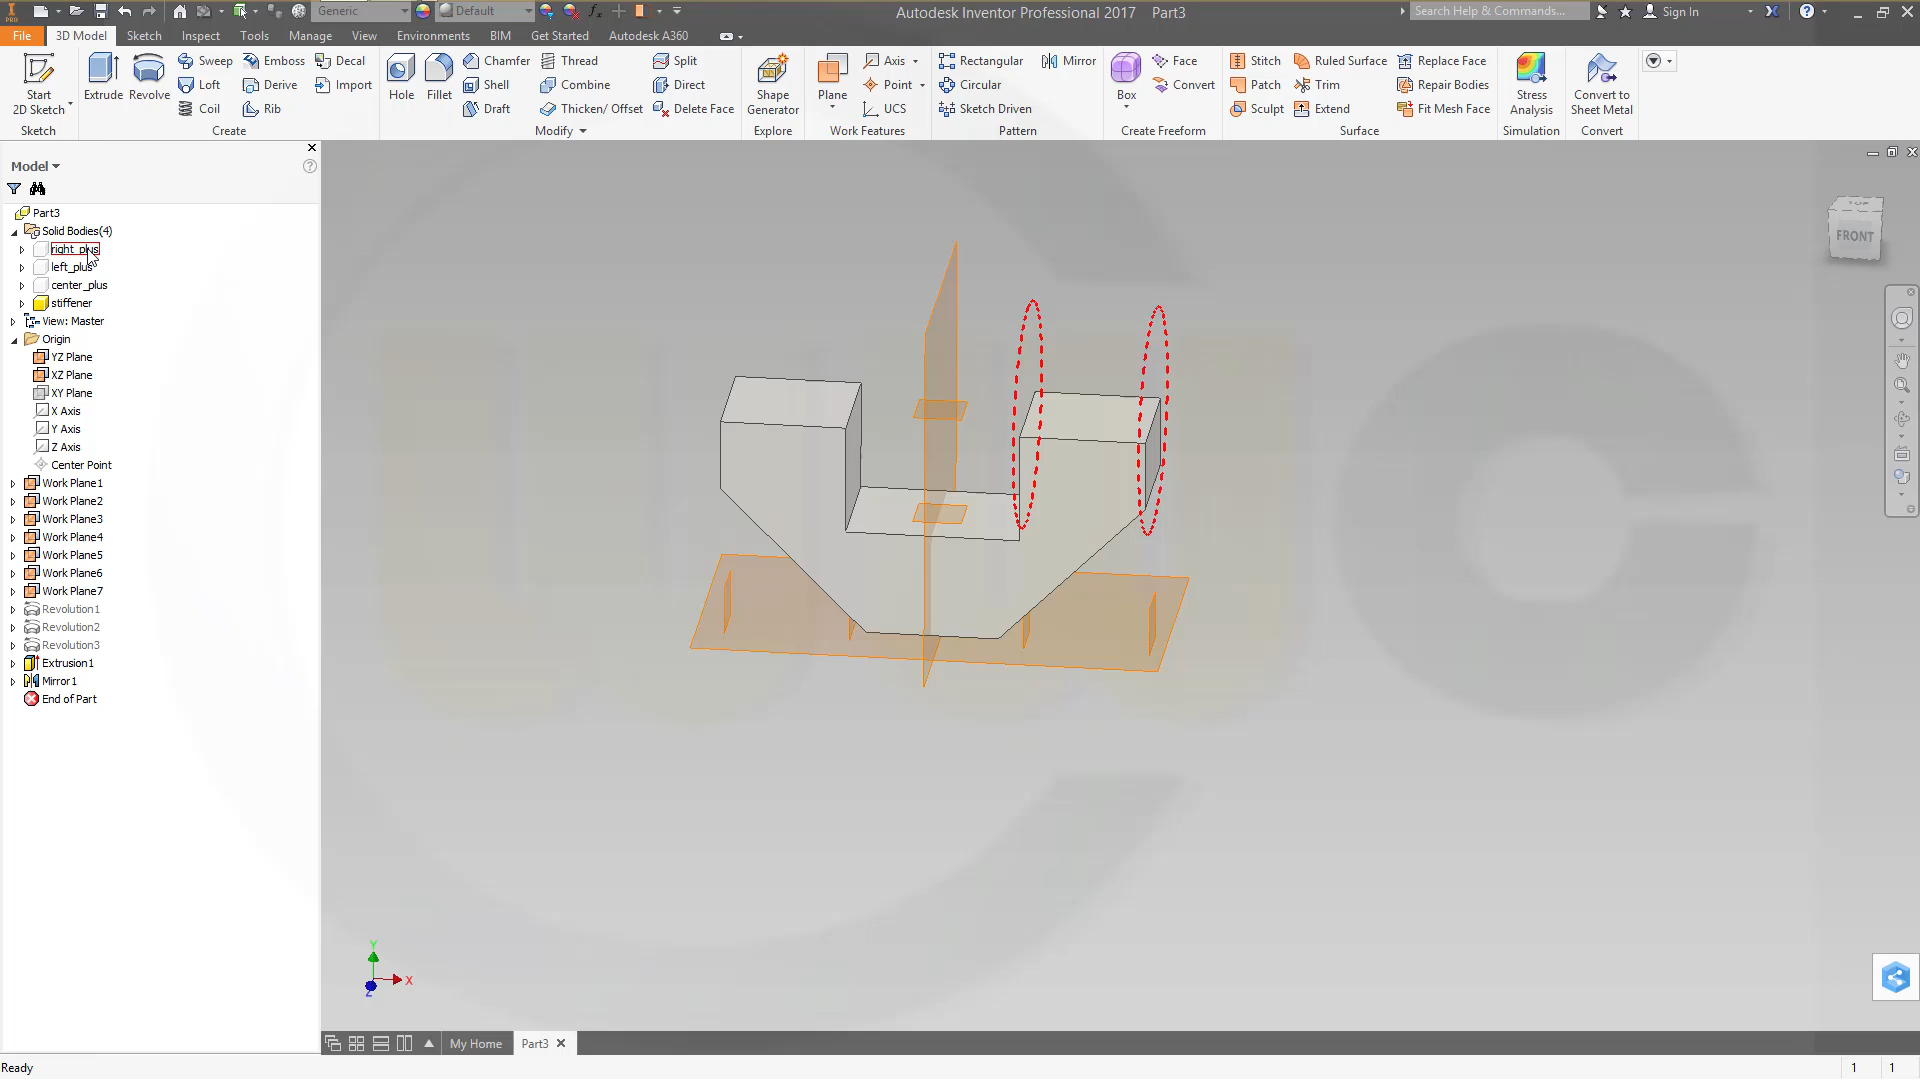 Generic
Default
Autodesk Inventor Professional 2017 Part3
Search Help & Commands...
Sign In
PRO
File
3D Model
Sketch
Inspect
Tools
Manage
View
Environments
BIM
Get Started
Autodesk A360
Start
2D Sketch
Sketch
Extrude
Revolve
Sweep
Loft
Coil
Emboss
Derive
Rib
Decal
Import
Create
Hole
Fillet
Chamfer
Shell
Draft
Thread
Combine
Thicken/ Offset
Split
Direct
Delete Face
Modify
Shape
Generator
Explore
Plane
Axis
Point
UCS
Work Features
Rectangular
Circular
Sketch Driven
Mirror
Pattern
Box
Face
Convert
Create Freeform
Stitch
Patch
Sculpt
Ruled Surface
Trim
Extend
Replace Face
Repair Bodies
Fit Mesh Face
Surface
Stress
Analysis
Simulation
Convert to
Sheet Metal
Convert
Model
Part3
Solid Bodies(4)
right_plus
left_plus
center_plus
stiffener
View: Master
Origin
YZ Plane
XZ Plane
XY Plane
X Axis
Y Axis
Z Axis
Center Point
Work Plane1
Work Plane2
Work Plane3
Work Plane4
Work Plane5
Work Plane6
Work Plane7
Revolution1
Revolution2
Revolution3
Extrusion1
Mirror1
End of Part
TOP
FRONT
Y
X
Z
My Home
Part3
Ready
1
1